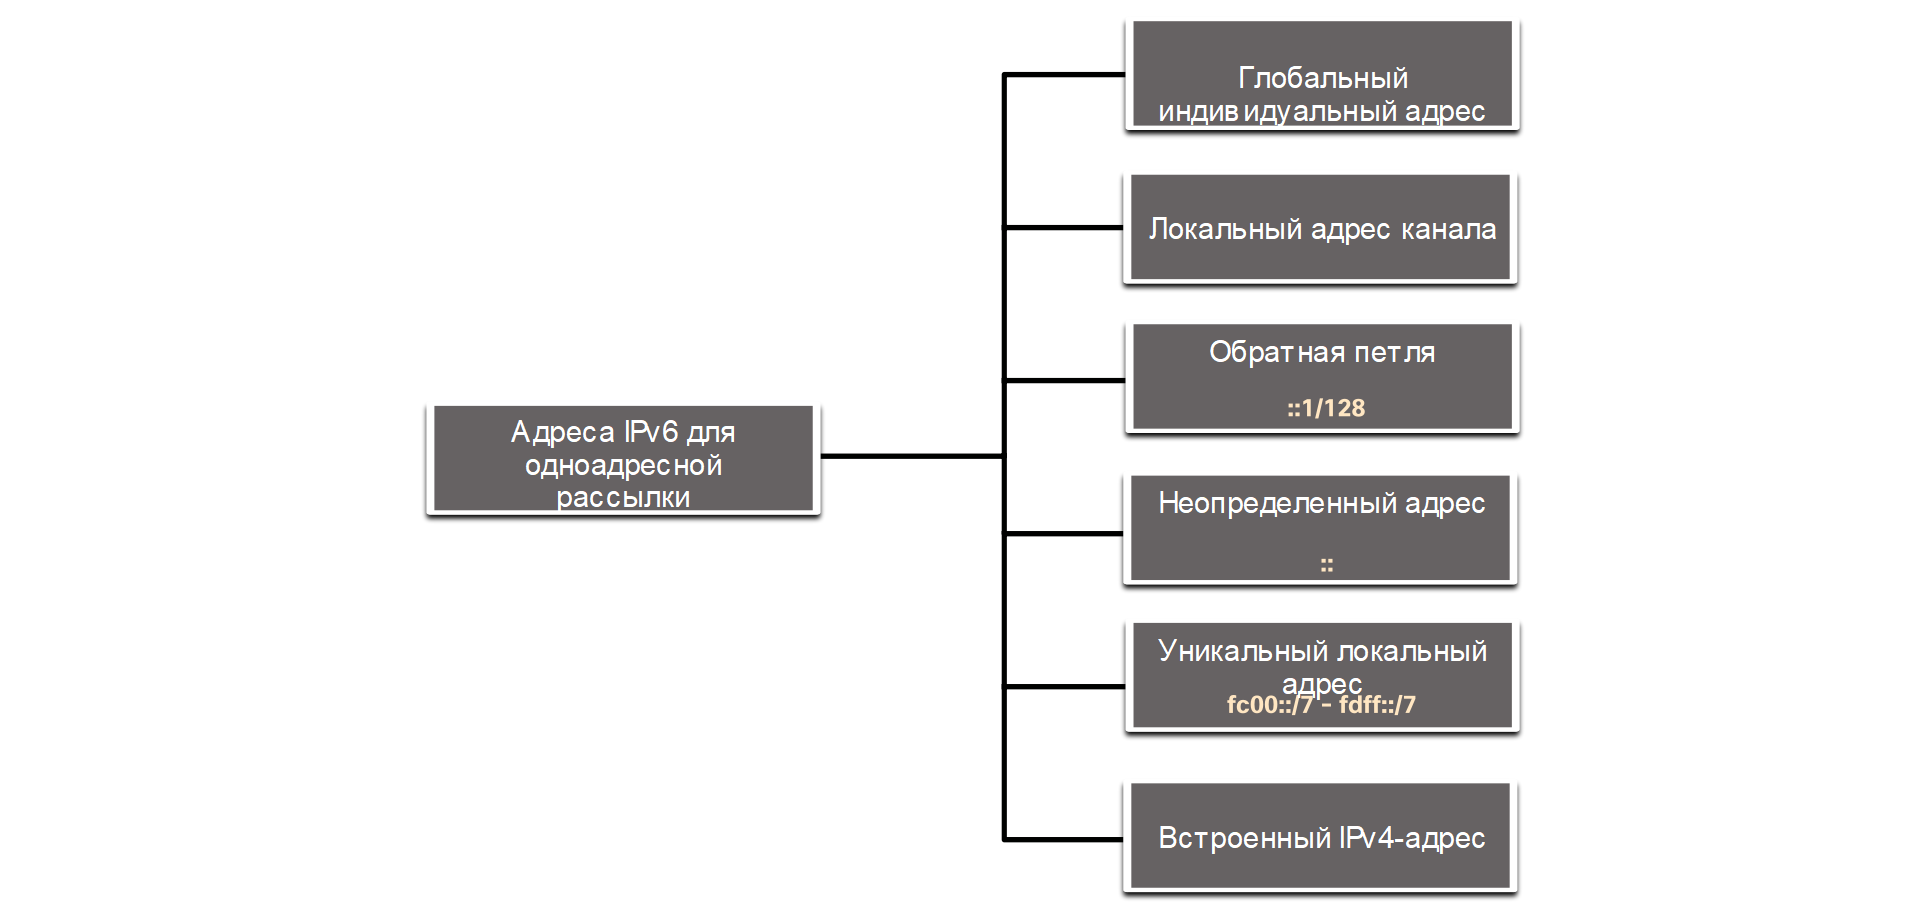 Глобальный
индивидуальный адрес
Локальный адрес канала
Обратная петля
::1/128
Адреса IPv6 для
одноадресной
рассылки
Неопределенный адрес
::
Уникальный локальный
адрес
fc00::/7 - fdff::/7
Встроенный IPv4-адрес